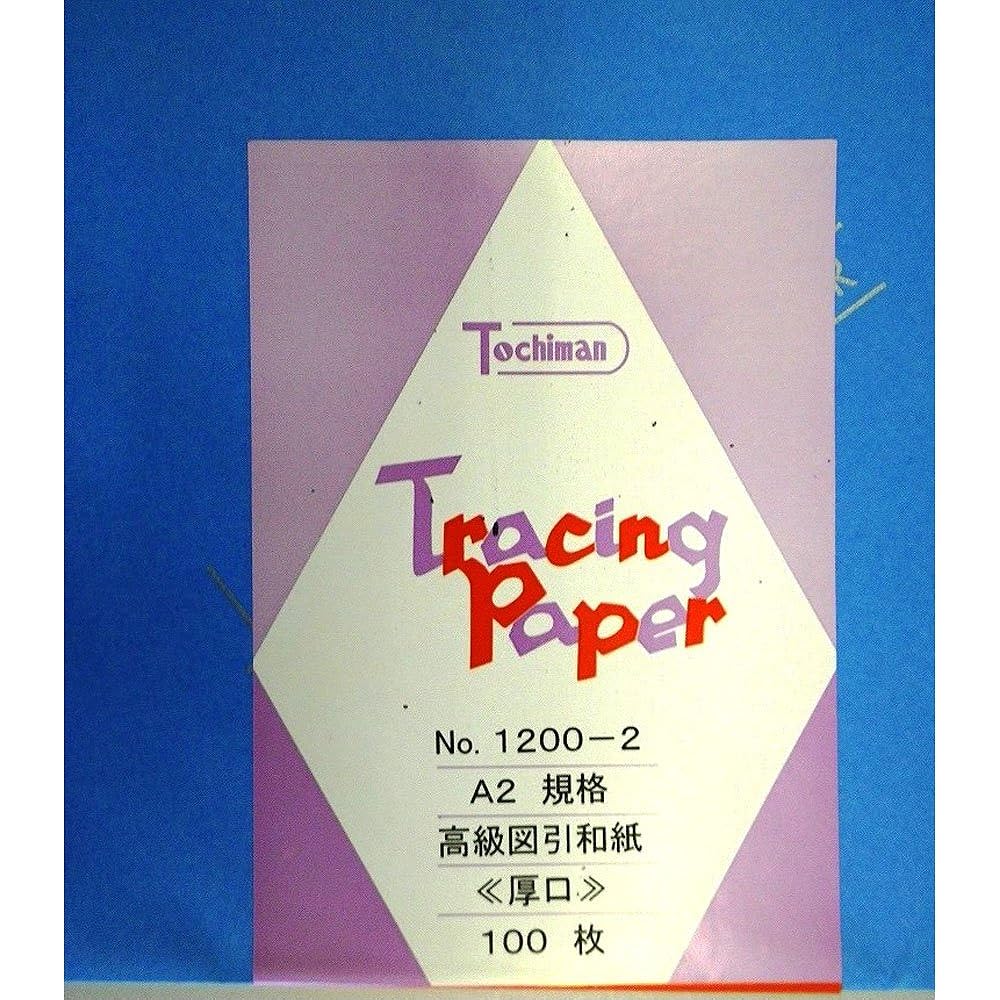 Tochiman
Tracing
Paper
No. 1200－2
A2 規格
高級図引和紙
≪厚口≫
100 枚